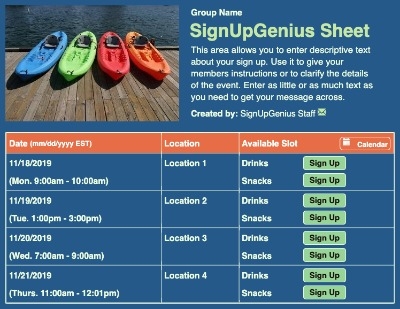 Group Name
SignUpGenius Sheet
This area allows you to enter descriptive text
about your sign up. Use it to give your
members instructions or to clarify the details
of the event. Enter as little or as much text as
you need to get your message across.
Created by: SignUpGenius Staff
Date (mm/dd/yyyy EST) Location Available Slot Calendar
11/18/2019 Location 1 Drinks Sign Up
(Mon. 9:00am - 10:00am) Snacks Sign Up
11/19/2019 Location 2 Drinks Sign Up
(Tue. 1:00pm - 3:00pm) Snacks Sign Up
11/20/2019 Location 3 Drinks Sign Up
(Wed. 7:00am - 9:00am) Snacks Sign Up
11/21/2019 Location 4 Drinks Sign Up
(Thurs. 11:00am - 12:01pm) Snacks Sign Up